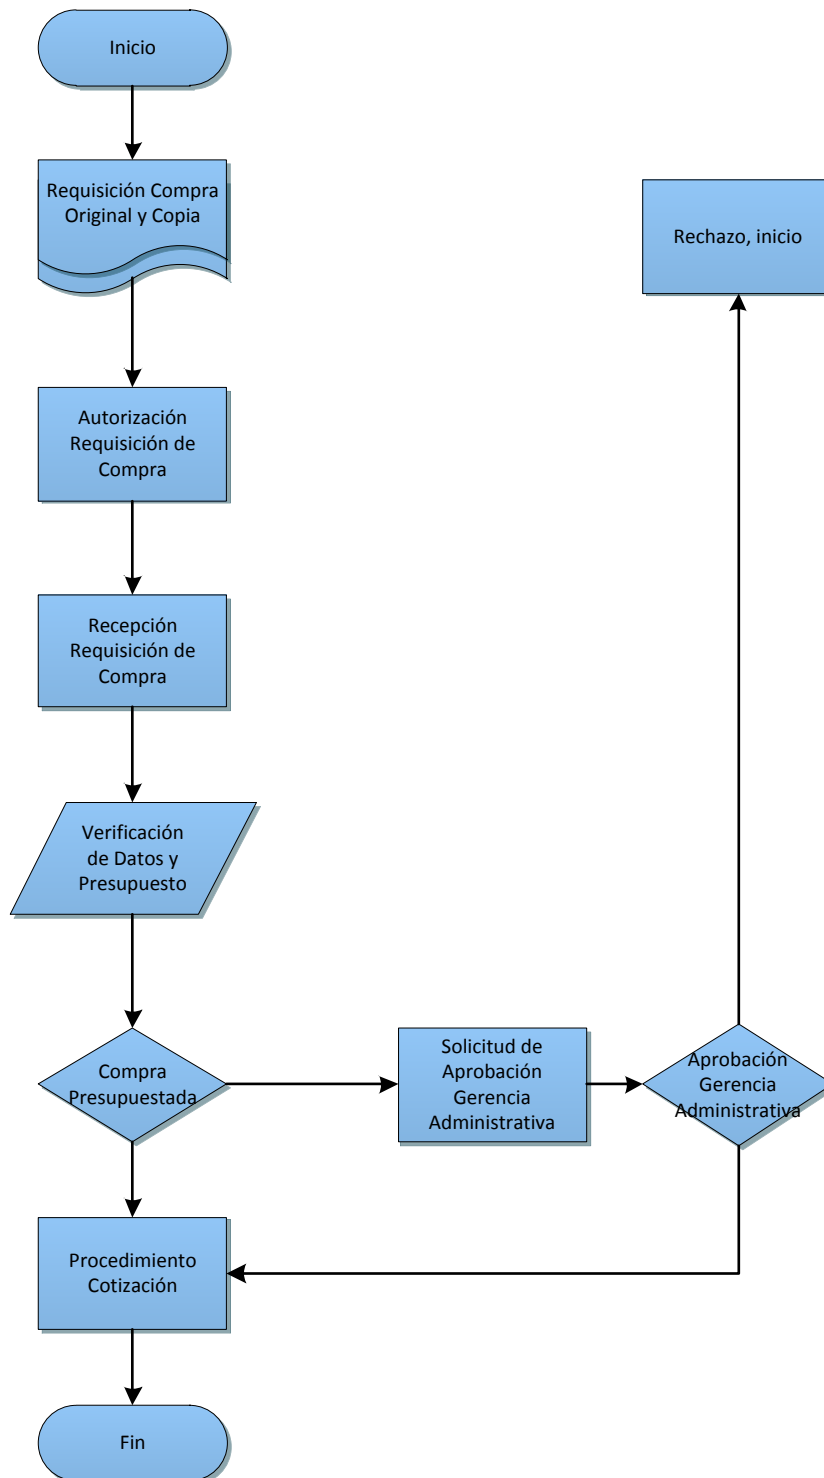 Inicio
Requisición Compra
Original y Copia
Rechazo, inicio
Autorización
Requisición de
Compra
Recepción
Requisición de
Compra
Verificación
de Datos y
Presupuesto
Compra
Presupuestada
Solicitud de
Aprobación
Gerencia
Administrativa
Aprobación
Gerencia
Administrativa
Procedimiento
Cotización
Fin